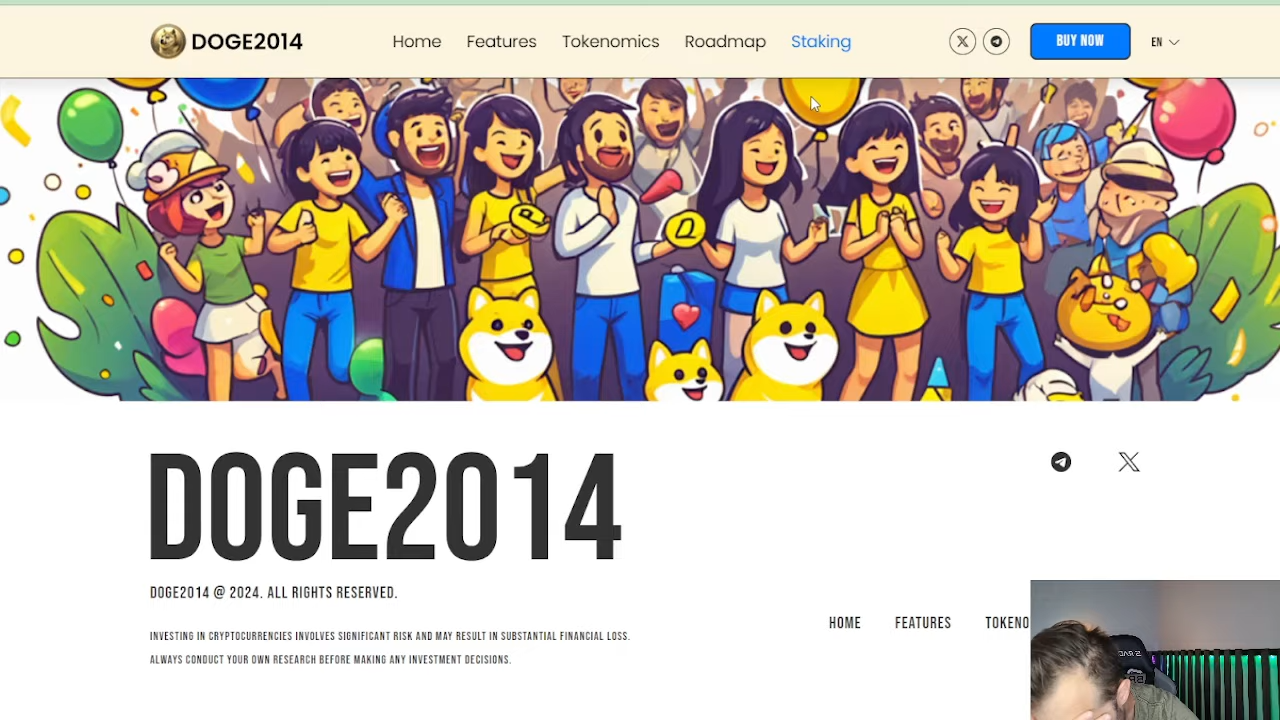 DOGE2014
Home Features Tokenomics Roadmap Staking
BUY NOW
EN
DOGE2014
DOGE2014 @ 2024. ALL RIGHTS RESERVED.
INVESTING IN CRYPTOCURRENCIES INVOLVES SIGNIFICANT RISK AND MAY RESULT IN SUBSTANTIAL FINANCIAL LOSS.
ALWAYS CONDUCT YOUR OWN RESEARCH BEFORE MAKING ANY INVESTMENT DECISIONS.
HOME FEATURES TOKENO